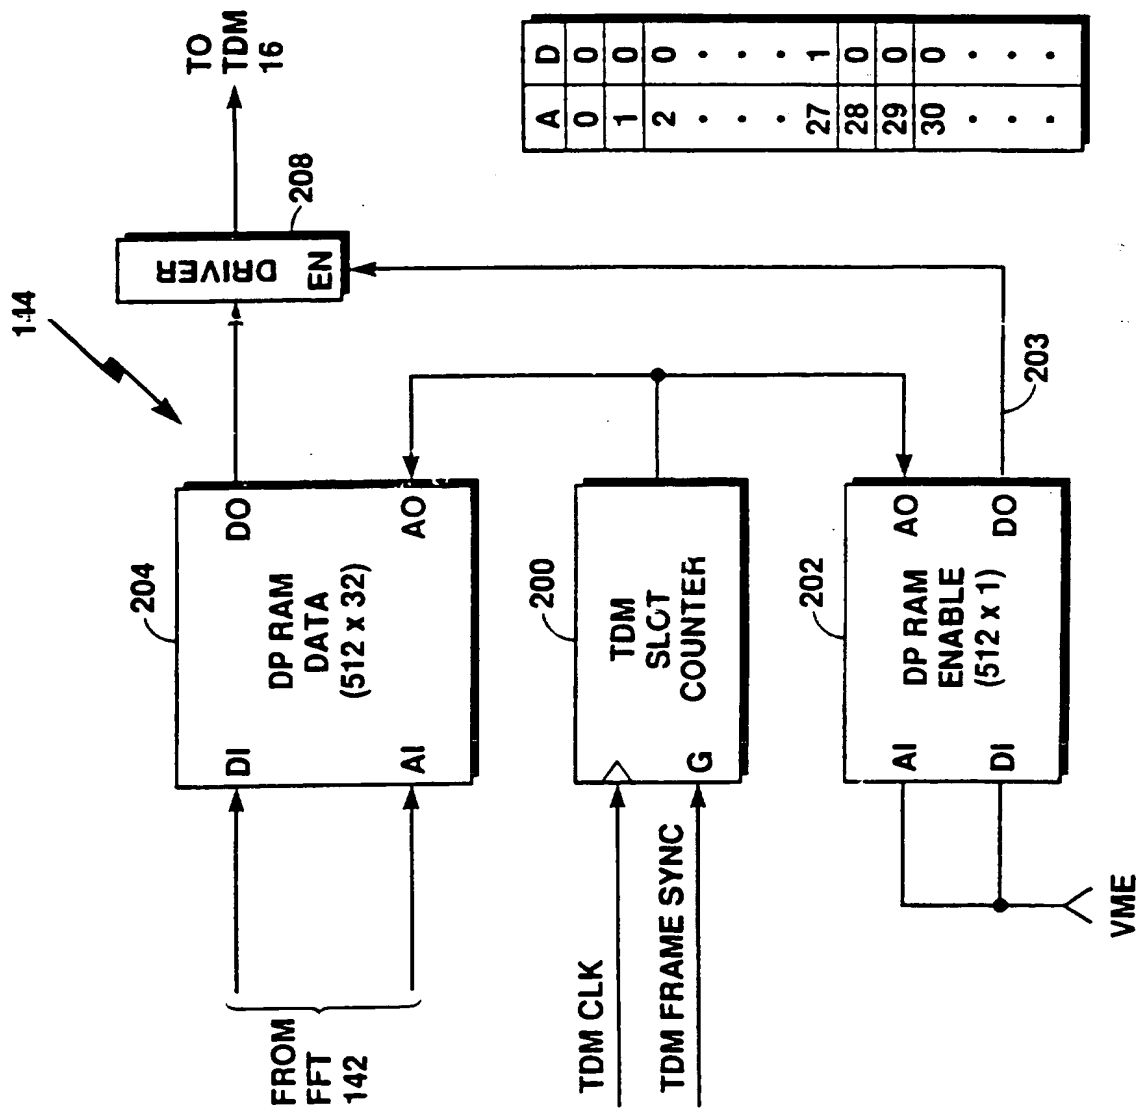 144
FROM
FFT
142
DI
AI
204
DP RAM
DATA
(512 x 32)
DO
AO
DRIVER
EN
208
TO
TDM
16
TDM CLK
TDM FRAME SYNC
G
200
TDM
SLOT
COUNTER
VME
AI
DI
202
DP RAM
ENABLE
(512 x 1)
AO
DO
203
A D
0 0
1 0
2 0
· ·
· ·
· ·
27 1
28 0
29 0
30 0
· ·
· ·
· ·